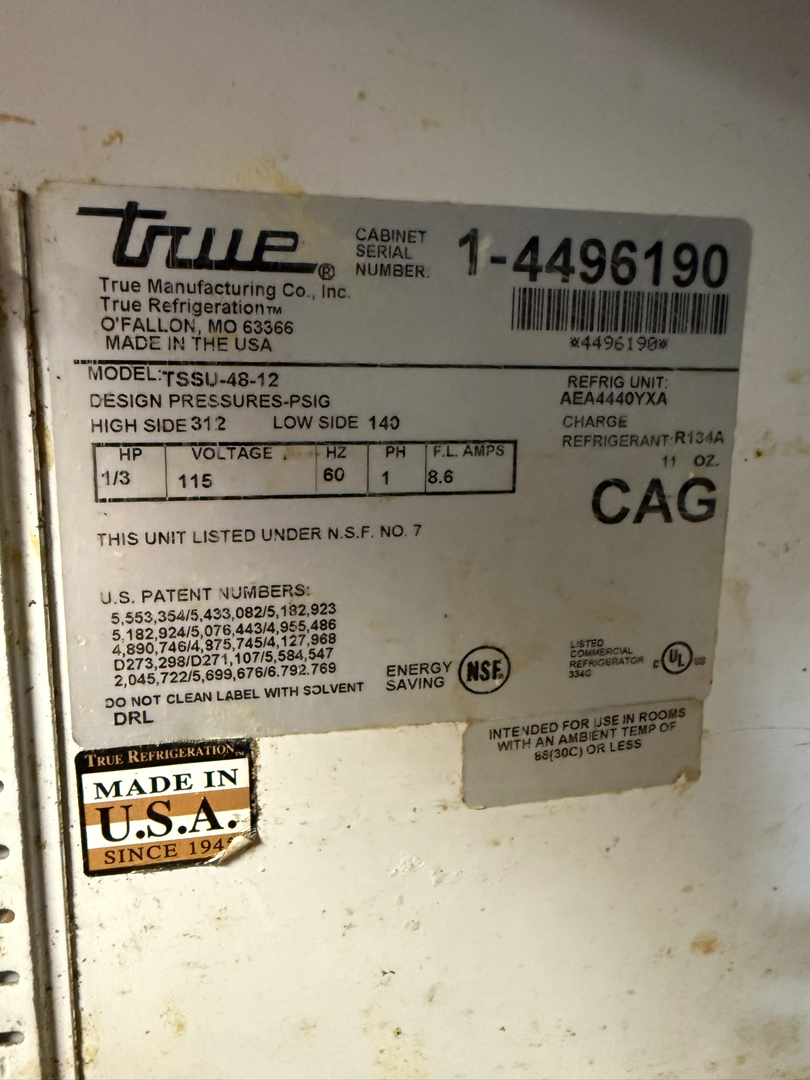 true®
True Manufacturing Co., Inc.
True Refrigeration™
O'FALLON, MO 63366
MADE IN THE USA
CABINET
SERIAL
NUMBER.
1-4496190
*4496190*
MODEL: TSSU-48-12
DESIGN PRESSURES-PSIG
HIGH SIDE 312 LOW SIDE 140
REFRIG UNIT:
AEA4440YXA
CHARGE
REFRIGERANT R134A
11 OZ.
CAG
HP VOLTAGE HZ PH F.L. AMPS
1/3 115 60 1 8.6
THIS UNIT LISTED UNDER N.S.F. NO. 7
U.S. PATENT NUMBERS:
5,553,354/5,433,082/5,182,923
5,182,924/5,076,443/4,955,486
4,890,746/4,975,745/4,127,968
D273,298/D271,107/5,584,547
2,045,722/5,699,676/6.792.769
DO NOT CLEAN LABEL WITH SOLVENT
DRL
ENERGY
SAVING
NSF.
LISTED
COMMERCIAL
REFRIGERATOR
334G
C UL US
INTENDED FOR USE IN ROOMS
WITH AN AMBIENT TEMP OF
86(30C) OR LESS
TRUE REFRIGERATION™
MADE IN
U.S.A.
SINCE 1945